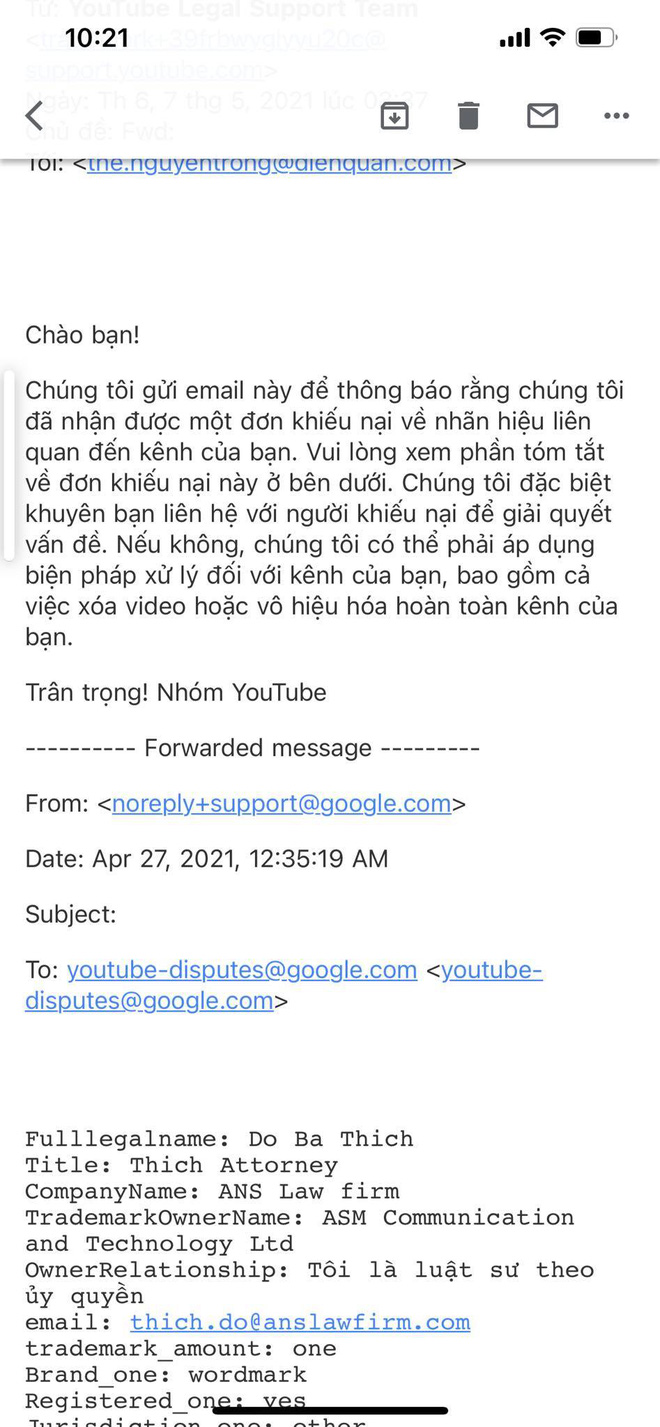 Từ: YouTube Legal Support Team
10:21
support.youtube.com>
Ngày: Th 6, 7 thg 5, 2021 lúc
Chủ đề: Fwd:
Tới: <the.nguyentrong@dienquan.com>
Chào bạn!
Chúng tôi gửi email này để thông báo rằng chúng tôi
đã nhận được một đơn khiếu nại về nhãn hiệu liên
quan đến kênh của bạn. Vui lòng xem phần tóm tắt
về đơn khiếu nại này ở bên dưới. Chúng tôi đặc biệt
khuyên bạn liên hệ với người khiếu nại để giải quyết
vấn đề. Nếu không, chúng tôi có thể phải áp dụng
biện pháp xử lý đối với kênh của bạn, bao gồm cả
việc xóa video hoặc vô hiệu hóa hoàn toàn kênh của
bạn.
Trân trọng! Nhóm YouTube
---------- Forwarded message ---------
From: <noreply+support@google.com>
Date: Apr 27, 2021, 12:35:19 AM
Subject:
To: youtube-disputes@google.com <youtube-
disputes@google.com>
Fulllegalname: Do Ba Thich
Title: Thich Attorney
CompanyName: ANS Law firm
TrademarkOwnerName: ASM Communication
and Technology Ltd
OwnerRelationship: Tôi là luật sư theo
ủy quyền
email: thich.do@anslawfirm.com
trademark_amount: one
Brand_one: wordmark
Registered_one: yes
Jurisdiction_one: other